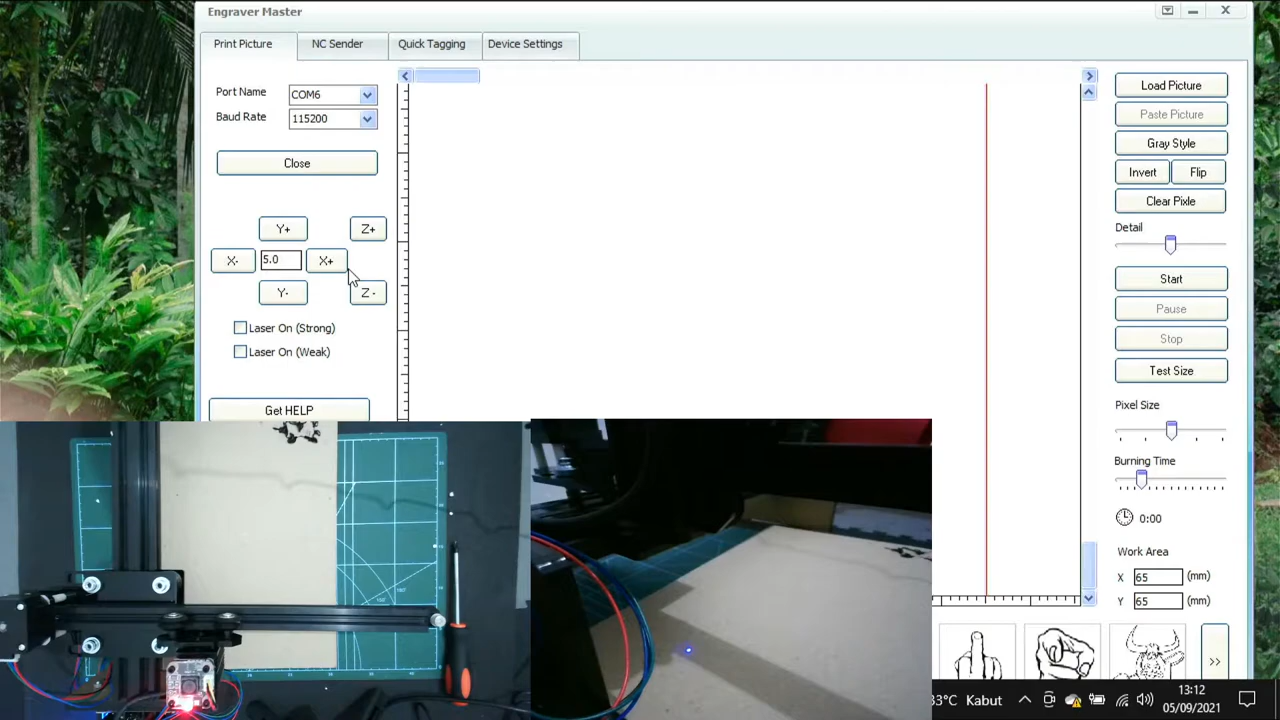 Engraver Master
Print Picture
NC Sender
Quick Tagging
Device Settings
Port Name
COM6
Baud Rate
115200
Close
Y+
Z+
X-
5.0
X+
Y-
Z -
Laser On (Strong)
Laser On (Weak)
Get HELP
Load Picture
Paste Picture
Gray Style
Invert
Flip
Clear Pixle
Detail
Start
Pause
Stop
Test Size
Pixel Size
Burning Time
0:00
Work Area
X 65 (mm)
Y 65 (mm)
>>
33°C Kabut
13:12
05/09/2021